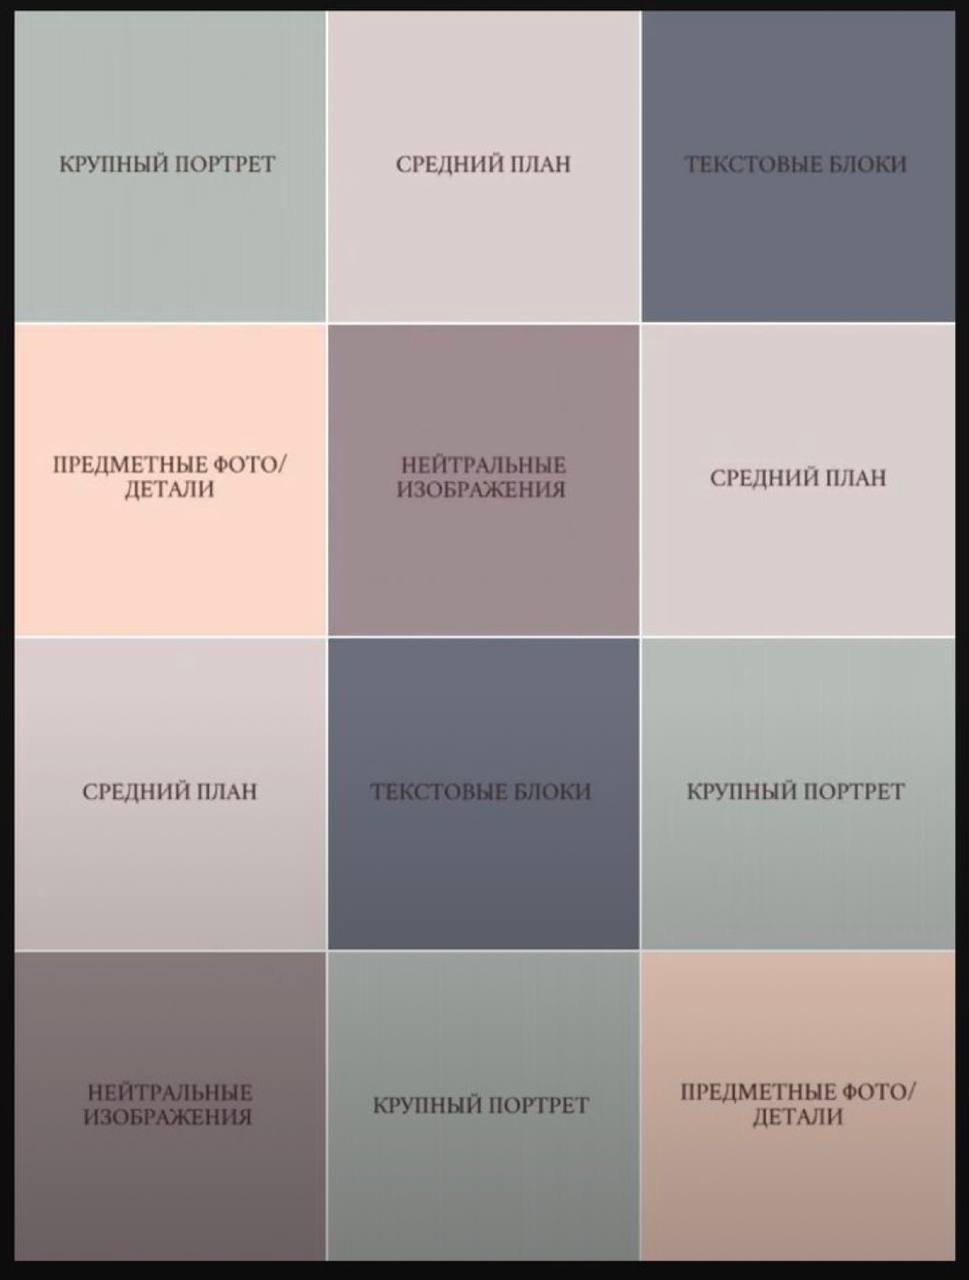 КРУПНЫЙ ПОРТРЕТ
СРЕДНИЙ ПЛАН
ТЕКСТОВЫЕ БЛОКИ
ПРЕДМЕТНЫЕ ФОТО/
ДЕТАЛИ
НЕЙТРАЛЬНЫЕ
ИЗОБРАЖЕНИЯ
СРЕДНИЙ ПЛАН
СРЕДНИЙ ПЛАН
ТЕКСТОВЫЕ БЛОКИ
КРУПНЫЙ ПОРТРЕТ
НЕЙТРАЛЬНЫЕ
ИЗОБРАЖЕНИЯ
КРУПНЫЙ ПОРТРЕТ
ПРЕДМЕТНЫЕ ФОТО/
ДЕТАЛИ